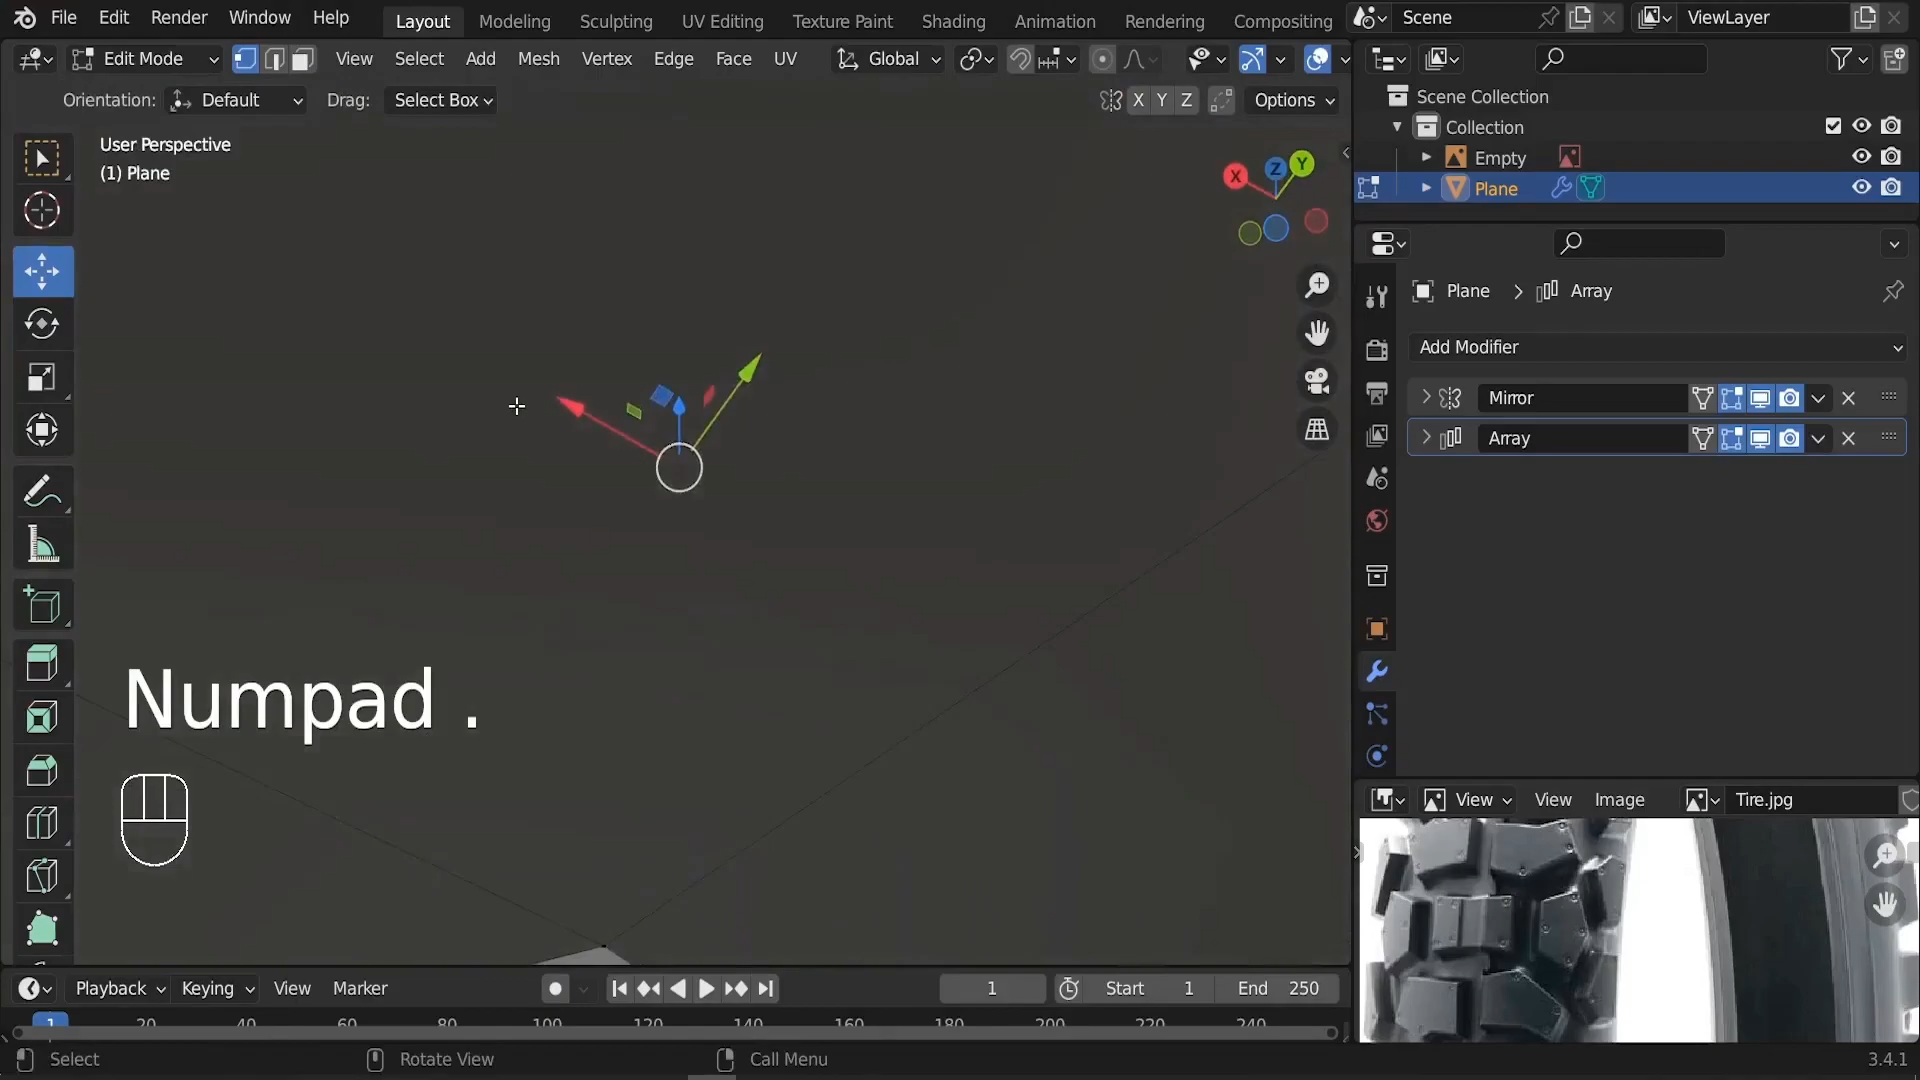 File Edit Render Window Help Layout Modeling Sculpting UV Editing Texture Paint Shading Animation Rendering Compositing Scene ViewLayer
Edit Mode View Select Add Mesh Vertex Edge Face UV Global
Orientation: Default Drag: Select Box X Y Z Options
User Perspective
(1) Plane
X Z Y
Scene Collection
Collection
Empty
Plane
Plane > Array
Add Modifier
Mirror
Array
Numpad .
View View Image Tire.jpg
Playback Keying View Marker 1 Start 1 End 250
1 20 40 60 80 100 120 140 160 180 200 220 240
Select Rotate View Call Menu 3.4.1